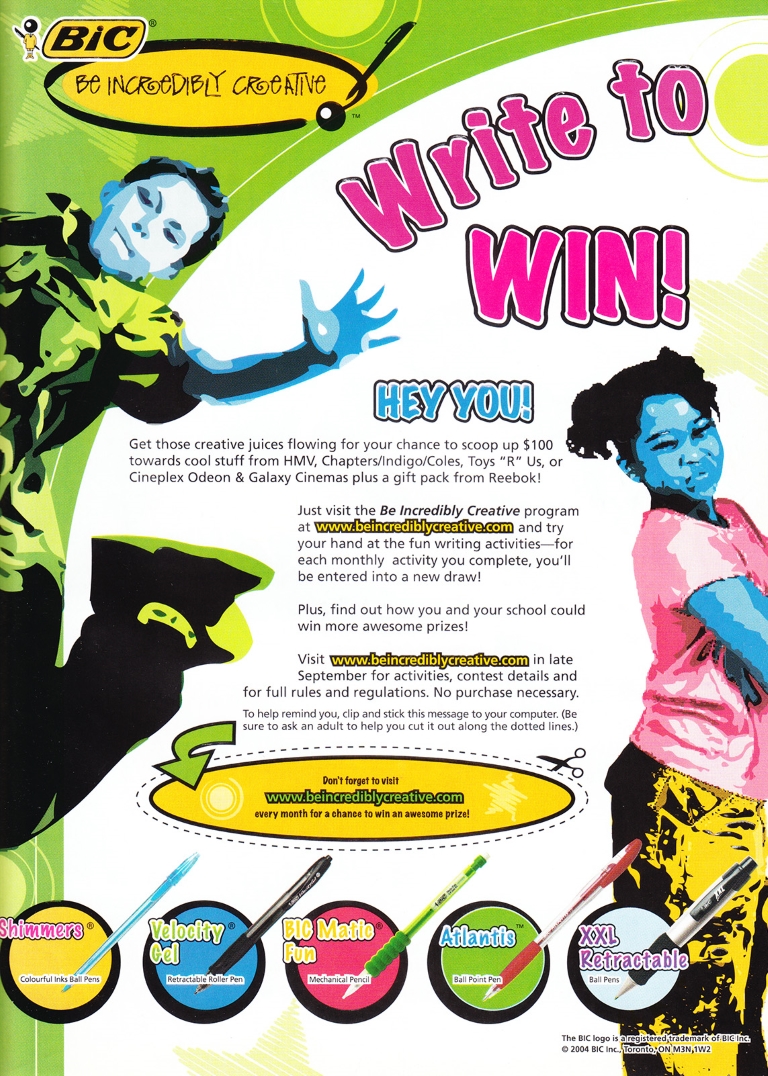 BIC®
BE INCREDIBLY CREATIVE
TM
Write to
WIN!
HEY YOU!
Get those creative juices flowing for your chance to scoop up $100
towards cool stuff from HMV, Chapters/Indigo/Coles, Toys "R" Us, or
Cineplex Odeon & Galaxy Cinemas plus a gift pack from Reebok!
Just visit the Be Incredibly Creative program
at www.beincrediblycreative.com and try
your hand at the fun writing activities—for
each monthly activity you complete, you'll
be entered into a new draw!
Plus, find out how you and your school could
win more awesome prizes!
Visit www.beincrediblycreative.com in late
September for activities, contest details and
for full rules and regulations. No purchase necessary.
To help remind you, clip and stick this message to your computer. (Be
sure to ask an adult to help you cut it out along the dotted lines.)
Don't forget to visit
www.beincrediblycreative.com
every month for a chance to win an awesome prize!
Shimmers®
Colourful Inks Ball Pens
Velocity®
Gel
Retractable Roller Pen
BIC Matic®
Fun
Mechanical Pencil
Atlantis™
Ball Point Pen
XXL
Retractable
Ball Pens
The BIC logo is a registered trademark of BIC Inc.
© 2004 BIC Inc., Toronto, ON M3N 1W2